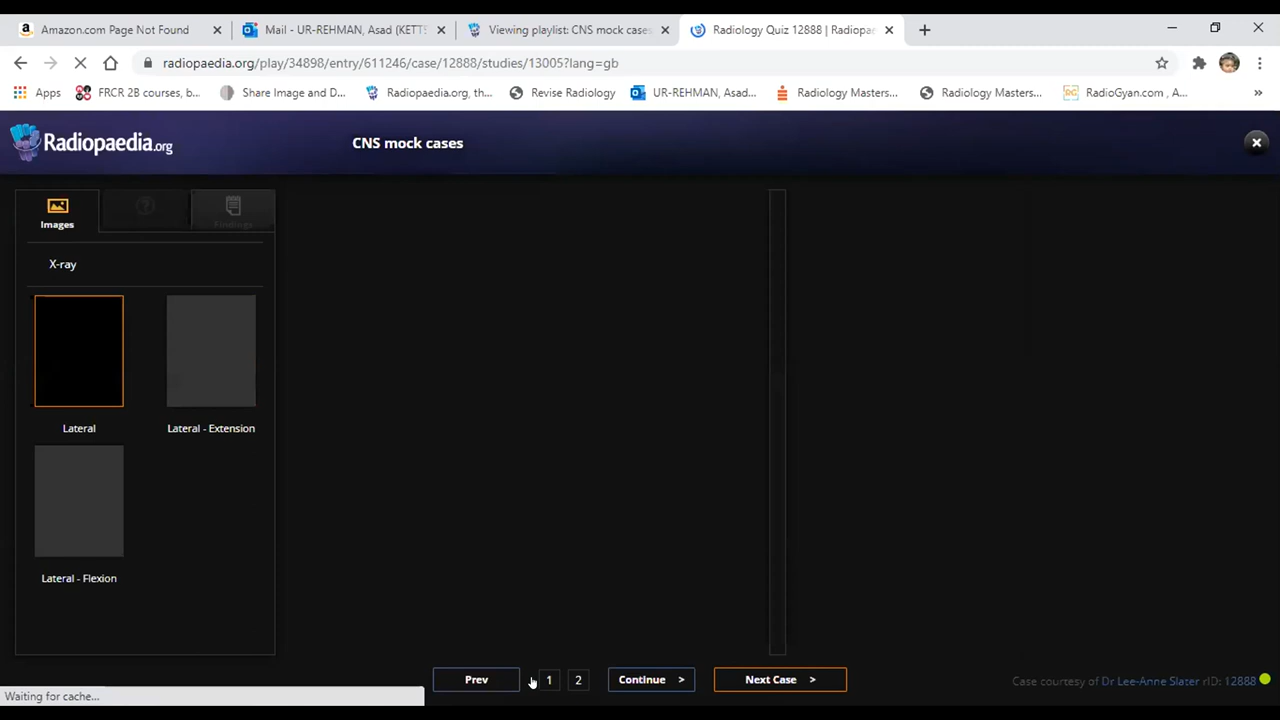 Amazon.com Page Not Found
Mail - UR-REHMAN, Asad (KETTS
Viewing playlist: CNS mock cases
Radiology Quiz 12888 | Radiopae
radiopaedia.org/play/34898/entry/611246/case/12888/studies/13005?lang=gb
Apps
FRCR 2B courses, b...
Share Image and D...
Radiopaedia.org, th...
Revise Radiology
UR-REHMAN, Asad...
Radiology Masters...
Radiology Masters...
RadioGyan.com , A...
Radiopaedia.org
CNS mock cases
Images
Findings
X-ray
Lateral
Lateral - Extension
Lateral - Flexion
Prev
1
2
Continue >
Next Case >
Case courtesy of Dr Lee-Anne Slater rID: 12888
Waiting for cache...